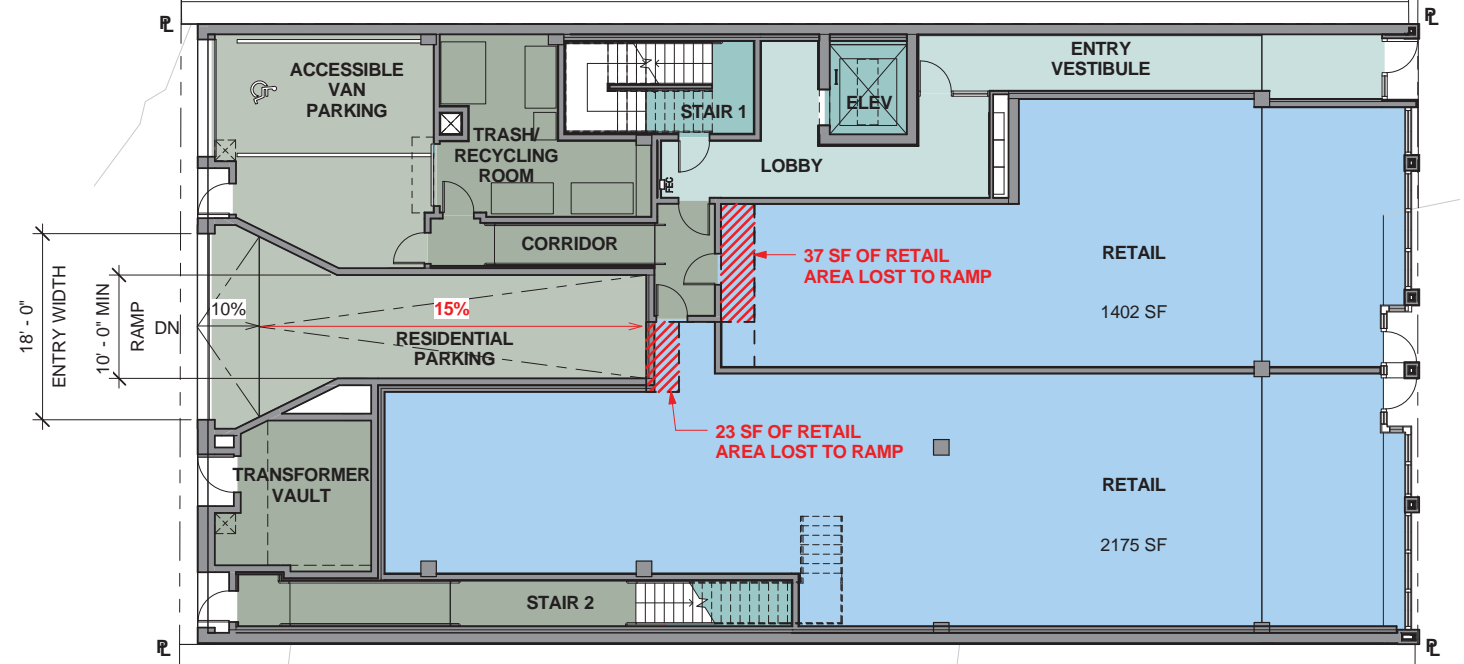 PL
PL
ACCESSIBLE
VAN
PARKING
ENTRY
VESTIBULE
STAIR 1
ELEV
TRASH/
RECYCLING
ROOM
LOBBY
FEC
CORRIDOR
37 SF OF RETAIL
AREA LOST TO RAMP
RETAIL
1402 SF
18' - 0"
ENTRY WIDTH
10' - 0" MIN
RAMP
DN
10%
15%
RESIDENTIAL
PARKING
23 SF OF RETAIL
AREA LOST TO RAMP
TRANSFORMER
VAULT
RETAIL
2175 SF
STAIR 2
PL
PL